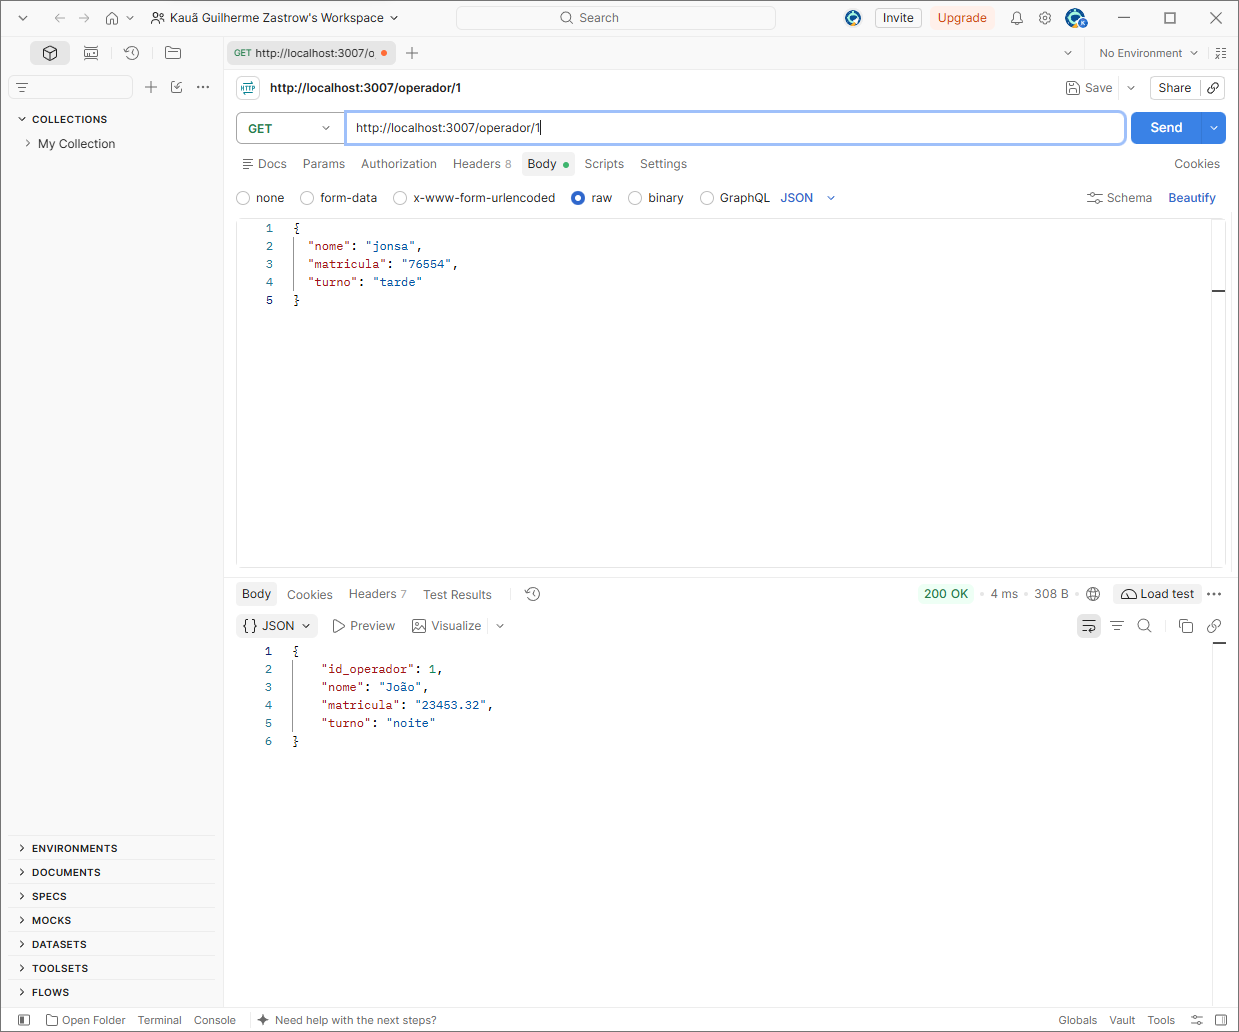 Kauã Guilherme Zastrow's Workspace
Search
Invite
Upgrade
GET http://localhost:3007/o
No Environment
http://localhost:3007/operador/1
Save
Share
COLLECTIONS
My Collection
GET
http://localhost:3007/operador/1
Send
Docs
Params
Authorization
Headers 8
Body
Scripts
Settings
Cookies
none
form-data
x-www-form-urlencoded
raw
binary
GraphQL
JSON
Schema
Beautify
1 {
2 "nome": "jonsa",
3 "matricula": "76554",
4 "turno": "tarde"
5 }
Body
Cookies
Headers 7
Test Results
200 OK
4 ms
308 B
Load test
{} JSON
Preview
Visualize
1 {
2 "id_operador": 1,
3 "nome": "João",
4 "matricula": "23453.32",
5 "turno": "noite"
6 }
ENVIRONMENTS
DOCUMENTS
SPECS
MOCKS
DATASETS
TOOLSETS
FLOWS
Open Folder
Terminal
Console
Need help with the next steps?
Globals
Vault
Tools